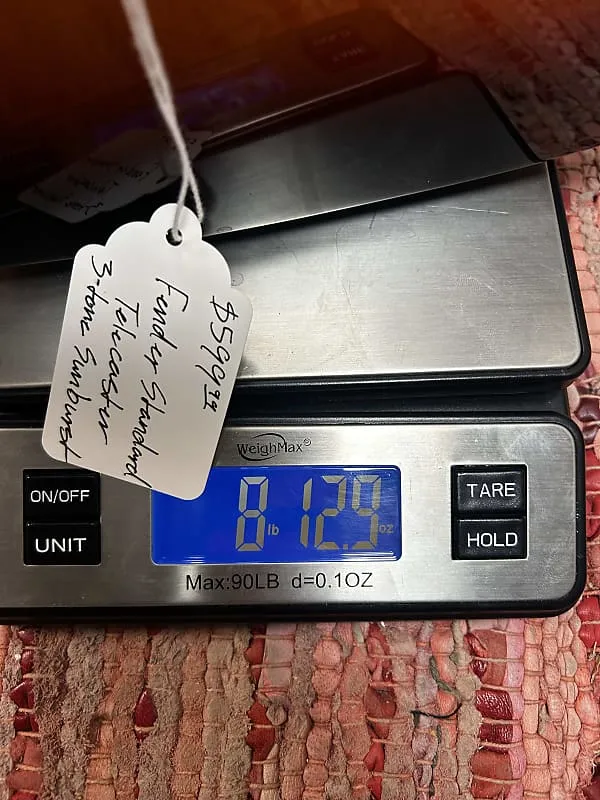 $599.99
Fender Standard
Telecaster
3-tone Sunburst
WeighMax®
ON/OFF
UNIT
8 lb 12.9 oz
TARE
HOLD
Max:90LB d=0.1OZ